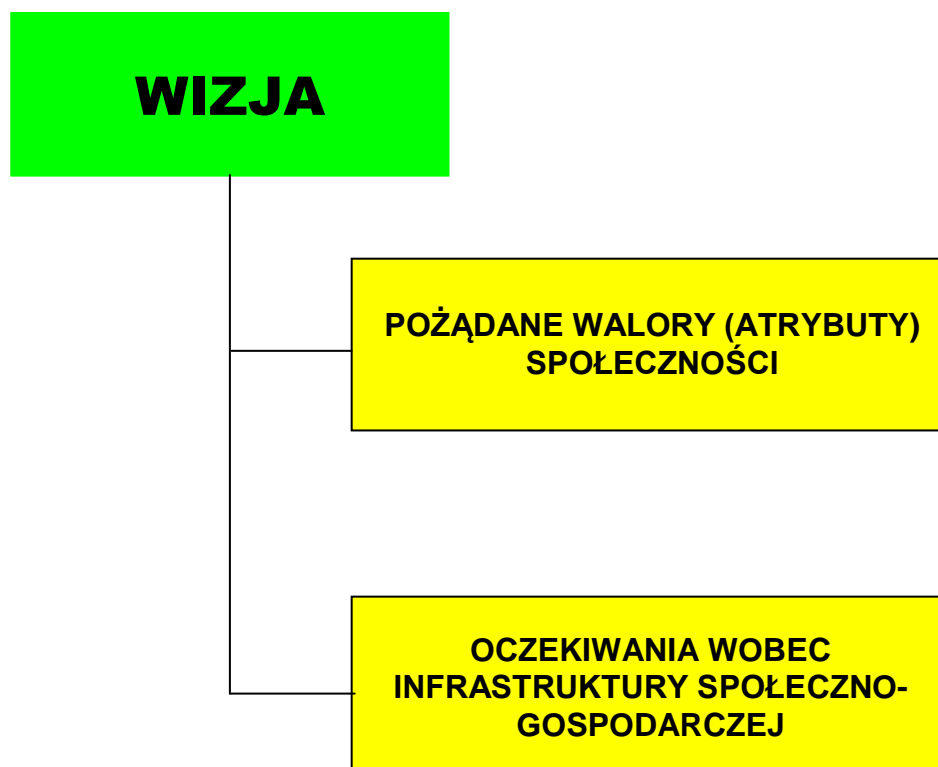 WIZJA
POŻĄDANE WALORY (ATRYBUTY)
SPOŁECZNOŚCI
OCZEKIWANIA WOBEC
INFRASTRUKTURY SPOŁECZNO-
GOSPODARCZEJ